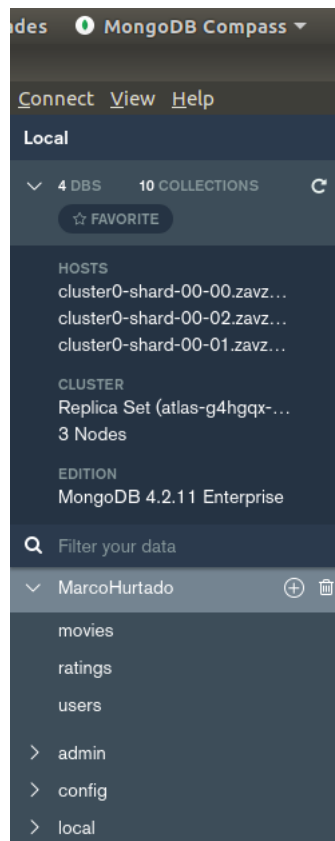 ides MongoDB Compass
Connect View Help
Local
4 DBS 10 COLLECTIONS
FAVORITE
HOSTS
cluster0-shard-00-00.zavz...
cluster0-shard-00-02.zavz...
cluster0-shard-00-01.zavz...
CLUSTER
Replica Set (atlas-g4hgqx-...
3 Nodes
EDITION
MongoDB 4.2.11 Enterprise
Filter your data
MarcoHurtado
movies
ratings
users
admin
config
local